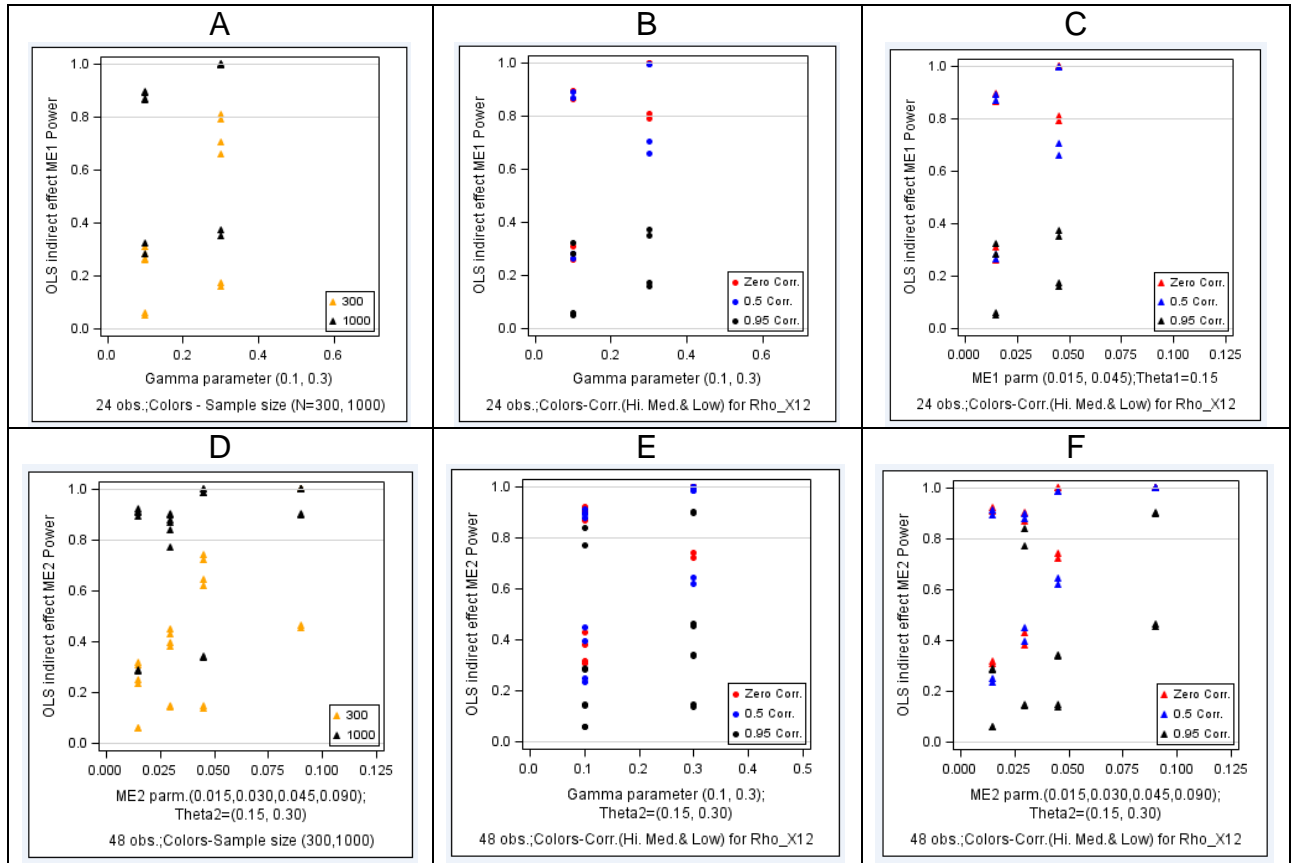 A
OLS indirect effect ME1 Power
1.0
0.8
0.6
0.4
0.2
0.0
300
1000
0.0 0.2 0.4 0.6
Gamma parameter (0.1, 0.3)
24 obs.;Colors - Sample size (N=300, 1000)
B
OLS indirect effect ME1 Power
1.0
0.8
0.6
0.4
0.2
0.0
Zero Corr.
0.5 Corr.
0.95 Corr.
0.0 0.2 0.4 0.6
Gamma parameter (0.1, 0.3)
24 obs.;Colors-Corr.(Hi. Med.& Low) for Rho_X12
C
OLS indirect effect ME1 Power
1.0
0.8
0.6
0.4
0.2
0.0
Zero Corr.
0.5 Corr.
0.95 Corr.
0.000 0.025 0.050 0.075 0.100 0.125
ME1 parm (0.015, 0.045);Theta1=0.15
24 obs.;Colors-Corr.(Hi. Med.& Low) for Rho_X12
D
OLS indirect effect ME2 Power
1.0
0.8
0.6
0.4
0.2
0.0
300
1000
0.000 0.025 0.050 0.075 0.100 0.125
ME2 parm.(0.015,0.030,0.045,0.090);
Theta2=(0.15, 0.30)
48 obs.;Colors-Sample size (300,1000)
E
OLS indirect effect ME2 Power
1.0
0.8
0.6
0.4
0.2
0.0
Zero Corr.
0.5 Corr.
0.95 Corr.
0.0 0.1 0.2 0.3 0.4 0.5
Gamma parameter (0.1, 0.3);
Theta2=(0.15, 0.30)
48 obs.;Colors-Corr.(Hi. Med.& Low) for Rho_X12
F
OLS indirect effect ME2 Power
1.0
0.8
0.6
0.4
0.2
0.0
Zero Corr.
0.5 Corr.
0.95 Corr.
0.000 0.025 0.050 0.075 0.100 0.125
ME2 parm.(0.015,0.030,0.045,0.090);
Theta2=(0.15, 0.30)
48 obs.;Colors-Corr.(Hi. Med.& Low) for Rho_X12